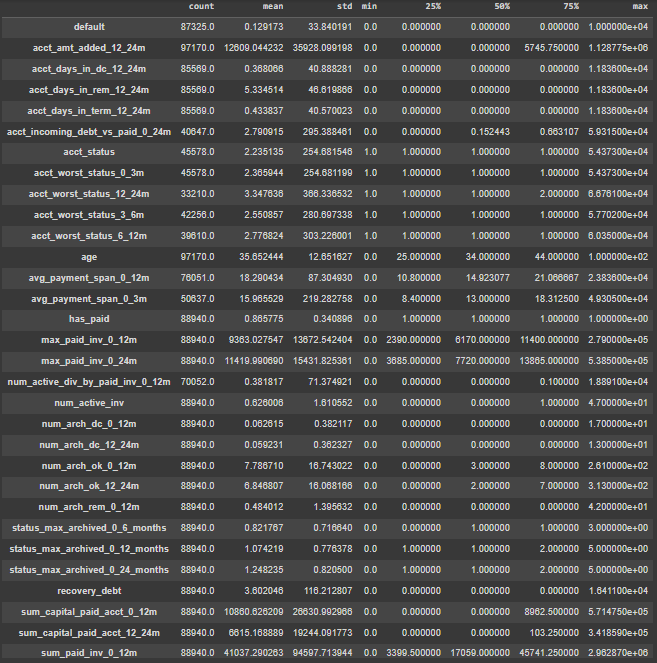 count mean std min 25% 50% 75% max
default 87325.0 0.129173 33.840191 0.0 0.000000 0.000000 0.000000 1.000000e+04
acct_amt_added_12_24m 97170.0 12609.044232 35928.099198 0.0 0.000000 0.000000 5745.750000 1.128775e+06
acct_days_in_dc_12_24m 85569.0 0.368066 40.888281 0.0 0.000000 0.000000 0.000000 1.183600e+04
acct_days_in_rem_12_24m 85569.0 5.334514 46.619866 0.0 0.000000 0.000000 0.000000 1.183600e+04
acct_days_in_term_12_24m 85569.0 0.433837 40.570023 0.0 0.000000 0.000000 0.000000 1.183600e+04
acct_incoming_debt_vs_paid_0_24m 40647.0 2.790915 295.388461 0.0 0.000000 0.152443 0.663107 5.931500e+04
acct_status 45578.0 2.235135 254.681546 1.0 1.000000 1.000000 1.000000 5.437300e+04
acct_worst_status_0_3m 45578.0 2.365944 254.681199 1.0 1.000000 1.000000 1.000000 5.437300e+04
acct_worst_status_12_24m 33210.0 3.347636 366.336532 1.0 1.000000 1.000000 2.000000 6.676100e+04
acct_worst_status_3_6m 42256.0 2.550857 280.697338 1.0 1.000000 1.000000 1.000000 5.770200e+04
acct_worst_status_6_12m 39610.0 2.776824 303.226001 1.0 1.000000 1.000000 1.000000 6.035000e+04
age 97170.0 35.652444 12.651627 0.0 25.000000 34.000000 44.000000 1.000000e+02
avg_payment_span_0_12m 76051.0 18.290434 87.304930 0.0 10.800000 14.923077 21.066667 2.383600e+04
avg_payment_span_0_3m 50637.0 15.965529 219.282758 0.0 8.400000 13.000000 18.312500 4.930500e+04
has_paid 88940.0 0.865775 0.340896 0.0 1.000000 1.000000 1.000000 1.000000e+00
max_paid_inv_0_12m 88940.0 9363.027547 13672.542404 0.0 2390.000000 6170.000000 11400.000000 2.790000e+05
max_paid_inv_0_24m 88940.0 11419.990690 15431.825361 0.0 3685.000000 7720.000000 13865.000000 5.385000e+05
num_active_div_by_paid_inv_0_12m 70052.0 0.381817 71.374921 0.0 0.000000 0.000000 0.100000 1.889100e+04
num_active_inv 88940.0 0.626006 1.610552 0.0 0.000000 0.000000 1.000000 4.700000e+01
num_arch_dc_0_12m 88940.0 0.062615 0.382117 0.0 0.000000 0.000000 0.000000 1.700000e+01
num_arch_dc_12_24m 88940.0 0.059231 0.362327 0.0 0.000000 0.000000 0.000000 1.300000e+01
num_arch_ok_0_12m 88940.0 7.786710 16.743022 0.0 0.000000 3.000000 8.000000 2.610000e+02
num_arch_ok_12_24m 88940.0 6.846807 16.068166 0.0 0.000000 2.000000 7.000000 3.130000e+02
num_arch_rem_0_12m 88940.0 0.484012 1.395632 0.0 0.000000 0.000000 0.000000 4.200000e+01
status_max_archived_0_6_months 88940.0 0.821767 0.716640 0.0 0.000000 1.000000 1.000000 3.000000e+00
status_max_archived_0_12_months 88940.0 1.074219 0.776378 0.0 1.000000 1.000000 2.000000 5.000000e+00
status_max_archived_0_24_months 88940.0 1.248235 0.820500 0.0 1.000000 1.000000 2.000000 5.000000e+00
recovery_debt 88940.0 3.602046 116.212807 0.0 0.000000 0.000000 0.000000 1.641100e+04
sum_capital_paid_acct_0_12m 88940.0 10860.626209 26630.992966 0.0 0.000000 0.000000 8962.500000 5.714750e+05
sum_capital_paid_acct_12_24m 88940.0 6615.168889 19244.091773 0.0 0.000000 0.000000 103.250000 3.418590e+05
sum_paid_inv_0_12m 88940.0 41037.290263 94597.713944 0.0 3399.500000 17059.000000 45741.250000 2.962870e+06